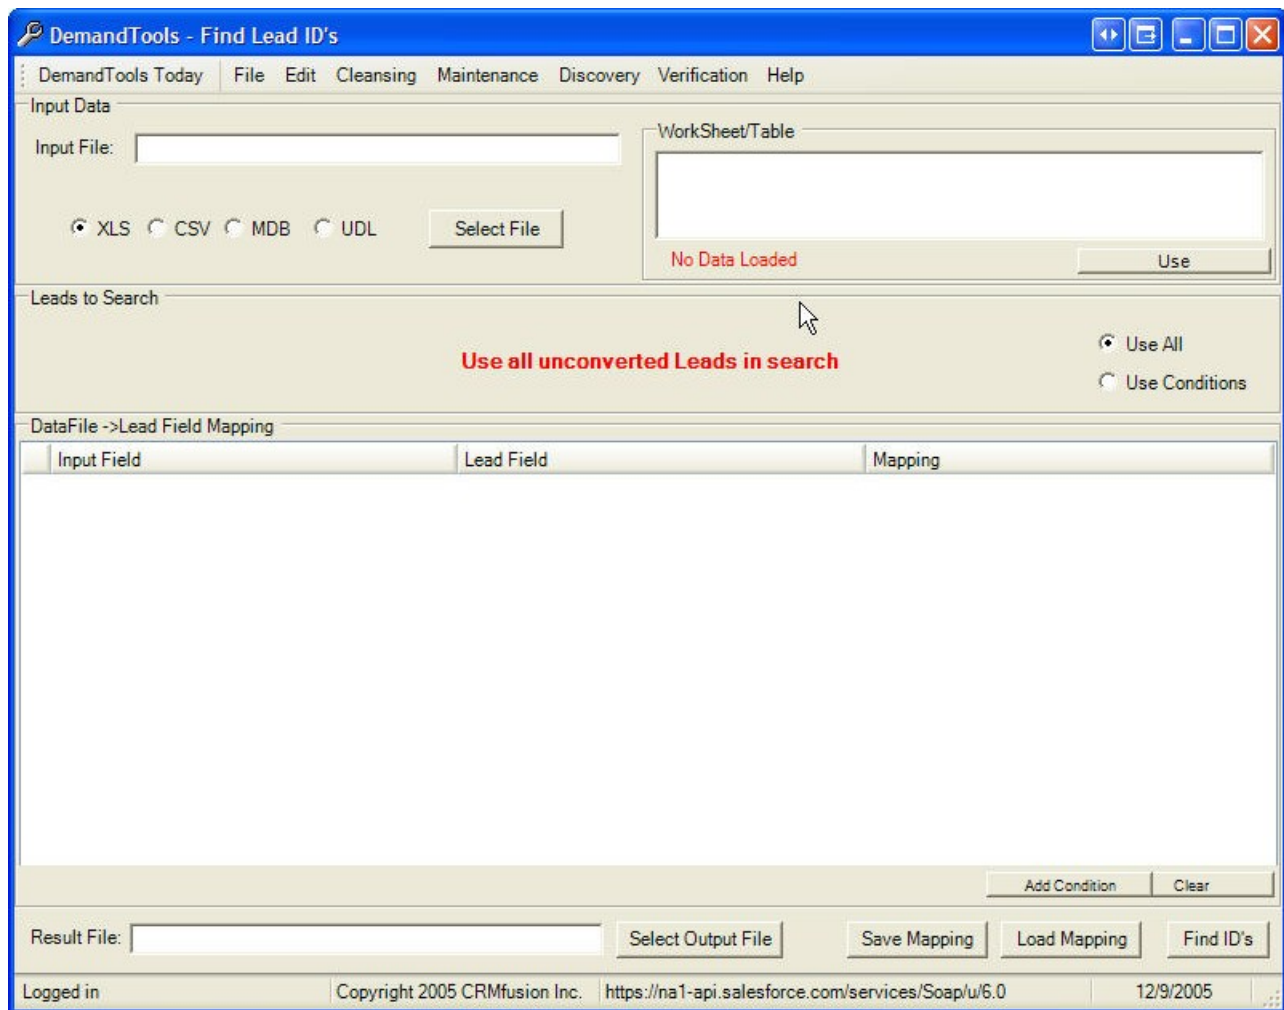 DemandTools - Find Lead ID's
DemandTools Today File Edit Cleansing Maintenance Discovery Verification Help
Input Data
Input File:
WorkSheet/Table
XLS CSV MDB UDL Select File
No Data Loaded Use
Leads to Search
Use all unconverted Leads in search
Use All
Use Conditions
DataFile ->Lead Field Mapping
Input Field Lead Field Mapping
Add Condition Clear
Result File: Select Output File Save Mapping Load Mapping Find ID's
Logged in Copyright 2005 CRMfusion Inc. https://na1-api.salesforce.com/services/Soap/u/6.0 12/9/2005